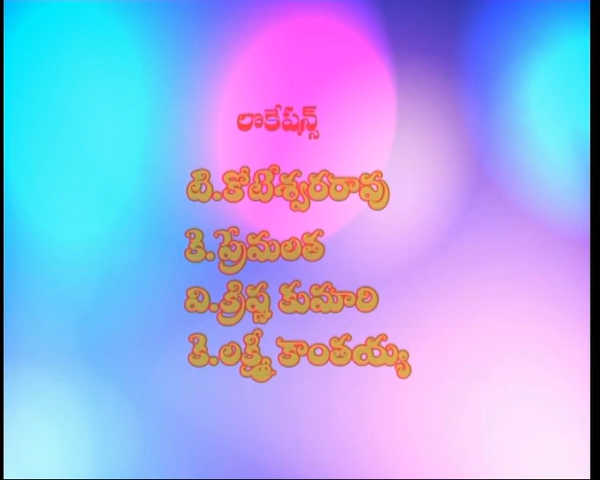 లొకేషన్స్
టి.కోటేశ్వరరావు
కె.ప్రేమలత
వి.క్రిష్ణ కుమారి
కె.లక్ష్మీ కాంతయ్య